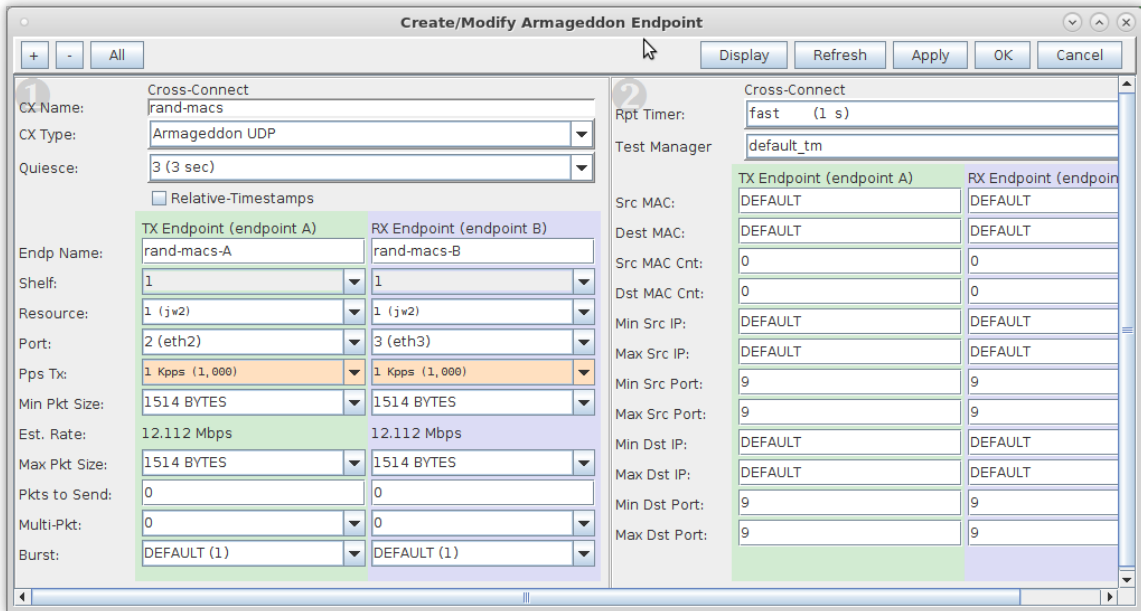 Create/Modify Armageddon Endpoint
+ - All Display Refresh Apply OK Cancel
1
Cross-Connect
CX Name: rand-macs
CX Type: Armageddon UDP
Quiesce: 3 (3 sec)
Relative-Timestamps
TX Endpoint (endpoint A) RX Endpoint (endpoint B)
Endp Name: rand-macs-A rand-macs-B
Shelf: 1 1
Resource: 1 (jw2) 1 (jw2)
Port: 2 (eth2) 3 (eth3)
Pps Tx: 1 Kpps (1,000) 1 Kpps (1,000)
Min Pkt Size: 1514 BYTES 1514 BYTES
Est. Rate: 12.112 Mbps 12.112 Mbps
Max Pkt Size: 1514 BYTES 1514 BYTES
Pkts to Send: 0 0
Multi-Pkt: 0 0
Burst: DEFAULT (1) DEFAULT (1)
2
Cross-Connect
Rpt Timer: fast (1 s)
Test Manager default_tm
TX Endpoint (endpoint A) RX Endpoint (endpoin
Src MAC: DEFAULT DEFAULT
Dest MAC: DEFAULT DEFAULT
Src MAC Cnt: 0 0
Dst MAC Cnt: 0 0
Min Src IP: DEFAULT DEFAULT
Max Src IP: DEFAULT DEFAULT
Min Src Port: 9 9
Max Src Port: 9 9
Min Dst IP: DEFAULT DEFAULT
Max Dst IP: DEFAULT DEFAULT
Min Dst Port: 9 9
Max Dst Port: 9 9